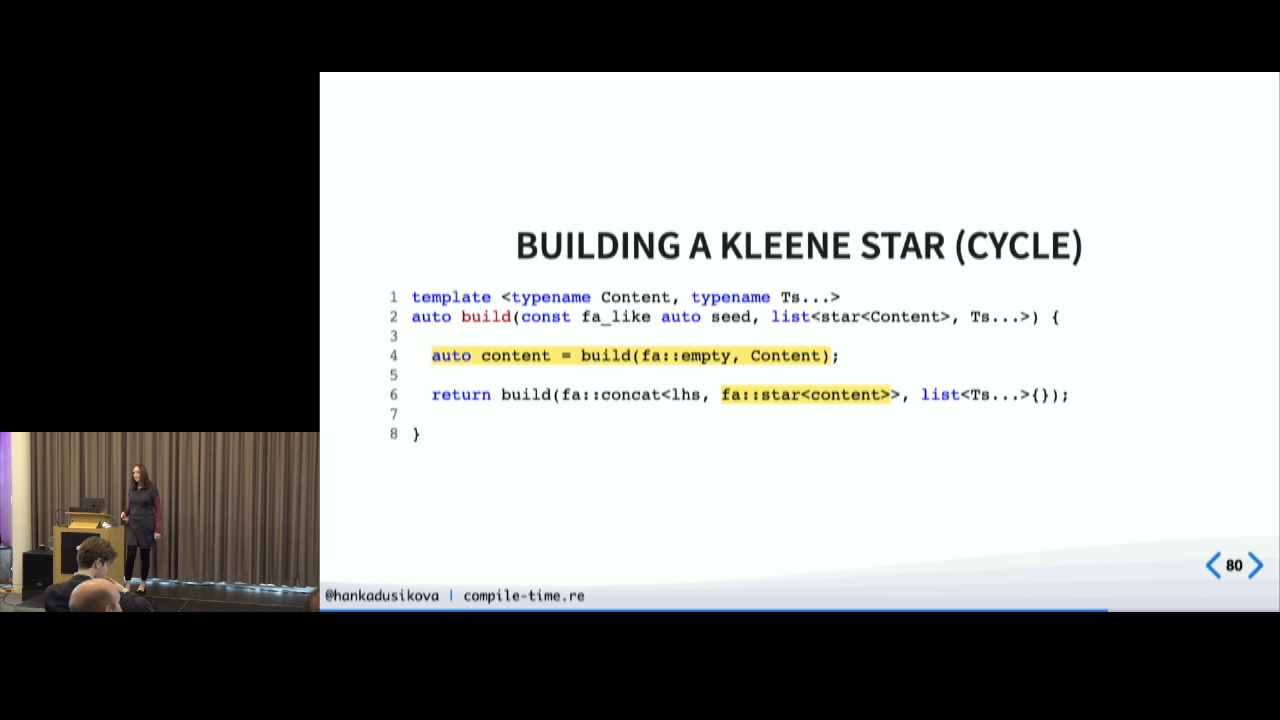 BUILDING A KLEENE STAR (CYCLE)
1 template <typename Content, typename Ts...>
2 auto build(const fa_like auto seed, list<star<Content>, Ts...>) {
3
4 auto content = build(fa::empty, Content);
5
6 return build(fa::concat<lhs, fa::star<content>>, list<Ts...>{});
7
8 }
80
@hankadusikova | compile-time.re